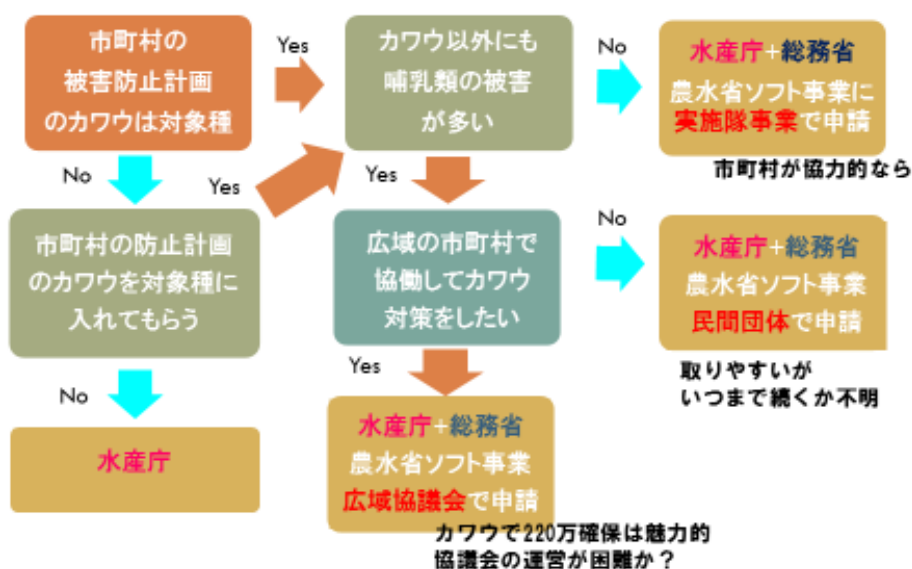 市町村の
被害防止計画
のカワウは対象種
Yes
カワウ以外にも
哺乳類の被害
が多い
No
水産庁+総務省
農水省ソフト事業に
実施隊事業で申請
市町村が協力的なら
No
Yes
Yes
市町村の防止計画
のカワウを対象種に
入れてもらう
広域の市町村で
協働してカワウ
対策をしたい
No
水産庁+総務省
農水省ソフト事業
民間団体で申請
取りやすいが
いつまで続くか不明
No
Yes
水産庁
水産庁+総務省
農水省ソフト事業
広域協議会で申請
カワウで220万確保は魅力的
協議会の運営が困難か？